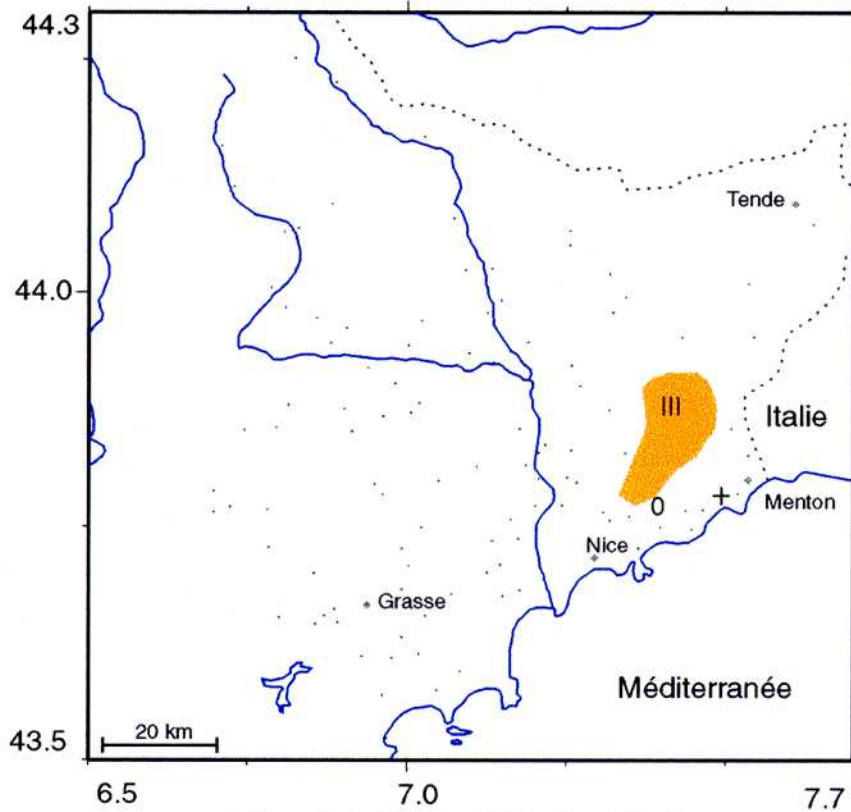 44.3
Tende
44.0
III
Italie
0
+
Menton
Nice
Grasse
Méditerranée
20 km
43.5
6.5
7.0
7.7